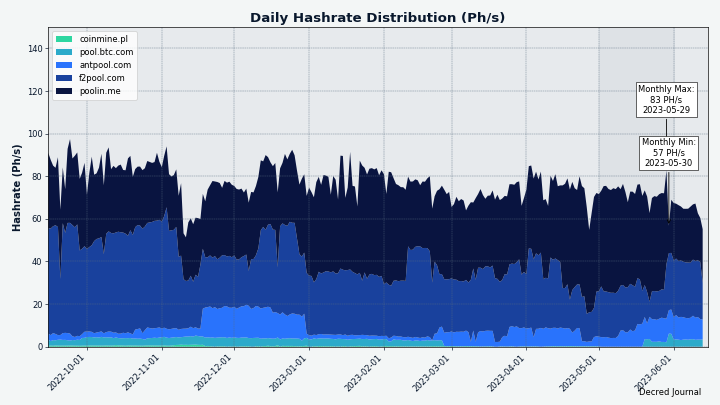 Daily Hashrate Distribution (Ph/s)
coinmine.pl
pool.btc.com
antpool.com
f2pool.com
poolin.me
Hashrate (Ph/s)
140
120
100
80
60
40
20
0
Monthly Max:
83 PH/s
2023-05-29
Monthly Min:
57 PH/s
2023-05-30
2022-10-01
2022-11-01
2022-12-01
2023-01-01
2023-02-01
2023-03-01
2023-04-01
2023-05-01
2023-06-01
Decred Journal